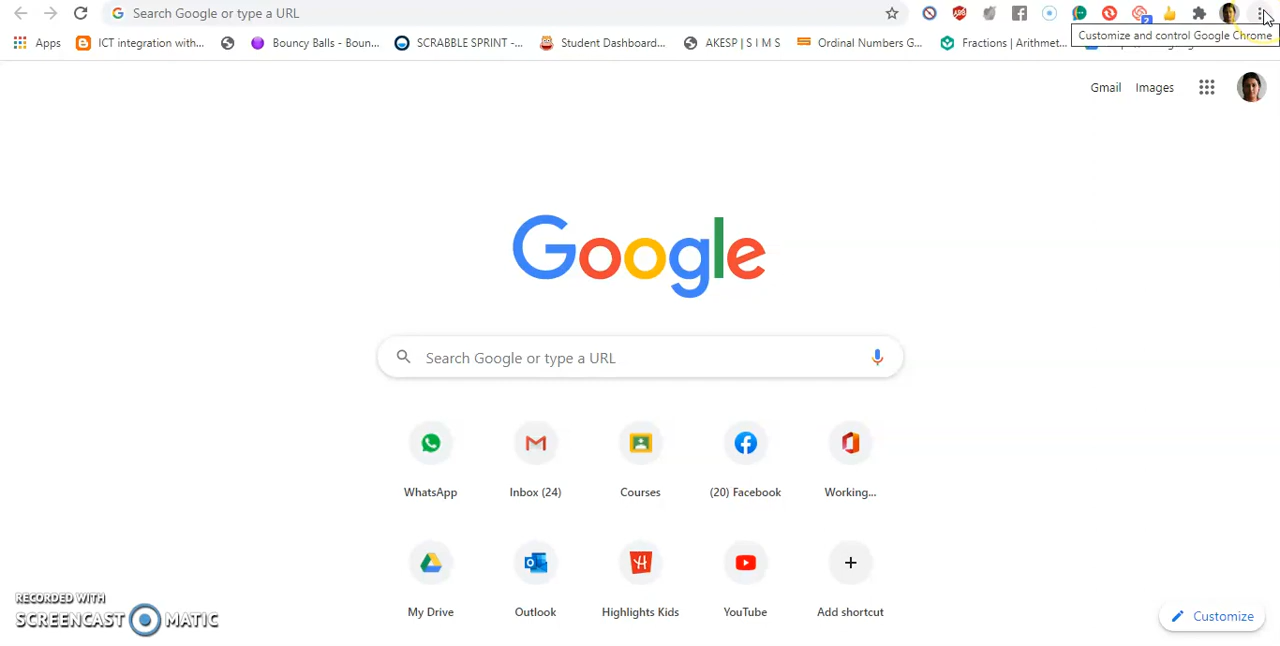 Search Google or type a URL
2
Customize and control Google Chrome
Apps
ICT integration with...
Bouncy Balls - Boun...
SCRABBLE SPRINT -...
Student Dashboard...
AKESP | S I M S
Ordinal Numbers G...
Fractions | Arithmet...
Gmail
Images
Google
Search Google or type a URL
WhatsApp
Inbox (24)
Courses
(20) Facebook
Working...
My Drive
Outlook
Highlights Kids
YouTube
Add shortcut
RECORDED WITH
SCREENCAST MATIC
Customize